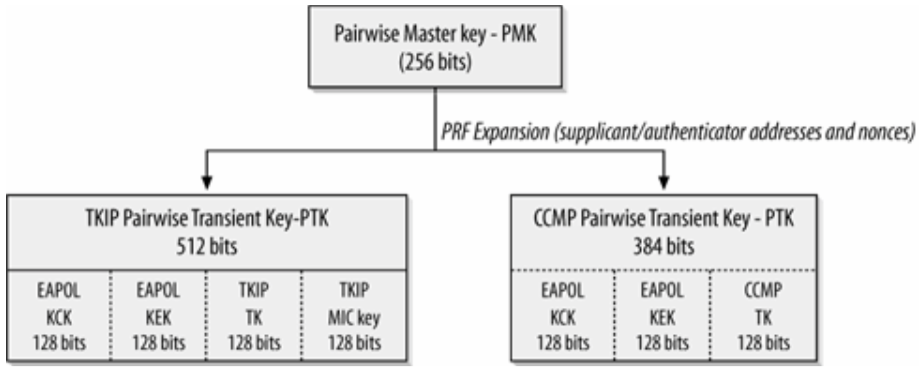 Pairwise Master key - PMK
(256 bits)
PRF Expansion (supplicant/authenticator addresses and nonces)
TKIP Pairwise Transient Key-PTK
512 bits
EAPOL
KCK
128 bits
EAPOL
KEK
128 bits
TKIP
TK
128 bits
TKIP
MIC key
128 bits
CCMP Pairwise Transient Key - PTK
384 bits
EAPOL
KCK
128 bits
EAPOL
KEK
128 bits
CCMP
TK
128 bits